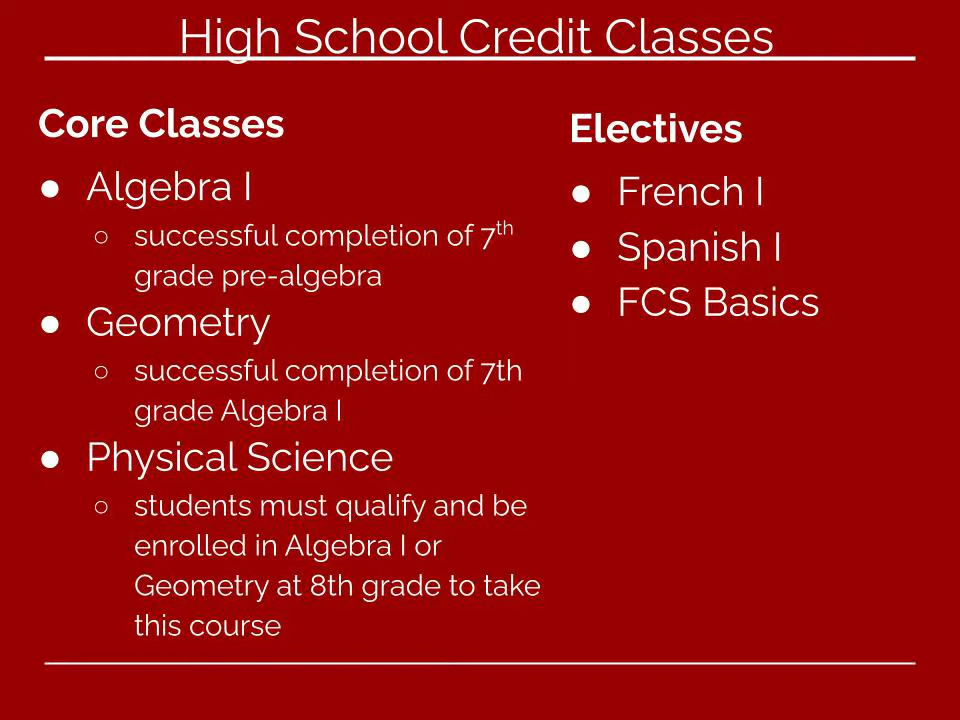 High School Credit Classes
Core Classes
● Algebra I
○ successful completion of 7th
grade pre-algebra
● Geometry
○ successful completion of 7th
grade Algebra I
● Physical Science
○ students must qualify and be
enrolled in Algebra I or
Geometry at 8th grade to take
this course
Electives
● French I
● Spanish I
● FCS Basics